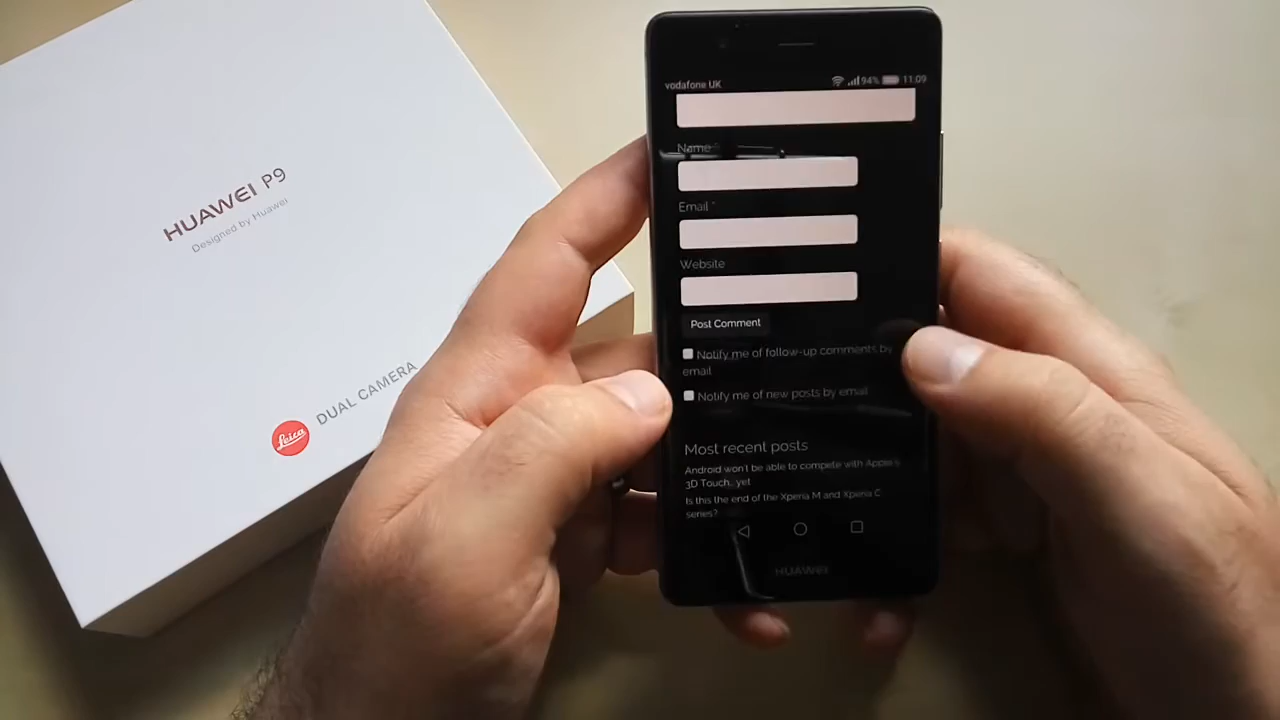 HUAWEI P9
Designed by Huawei
Leica
DUAL CAMERA
vodafone UK
94%
11:09
Name *
Email *
Website
Post Comment
Notify me of follow-up comments by
email
Notify me of new posts by email
Most recent posts
Android won't be able to compete with Apple's
3D Touch, yet
Is this the end of the Xperia M and Xperia C
series?
HUAWEI